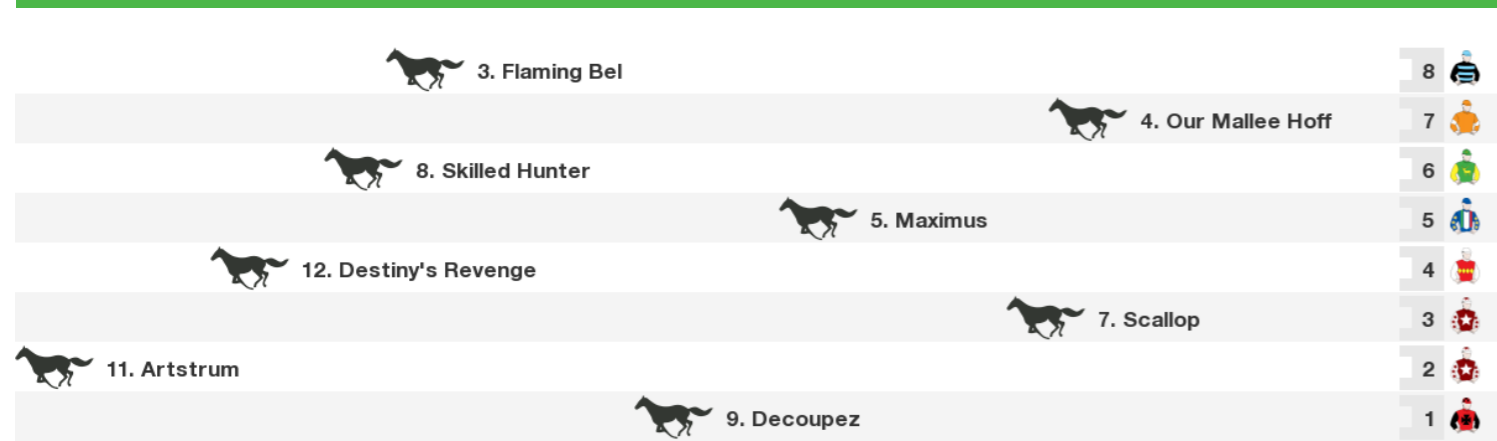 3. Flaming Bel 8
4. Our Mallee Hoff 7
8. Skilled Hunter 6
5. Maximus 5
12. Destiny's Revenge 4
7. Scallop 3
11. Artstrum 2
9. Decoupez 1